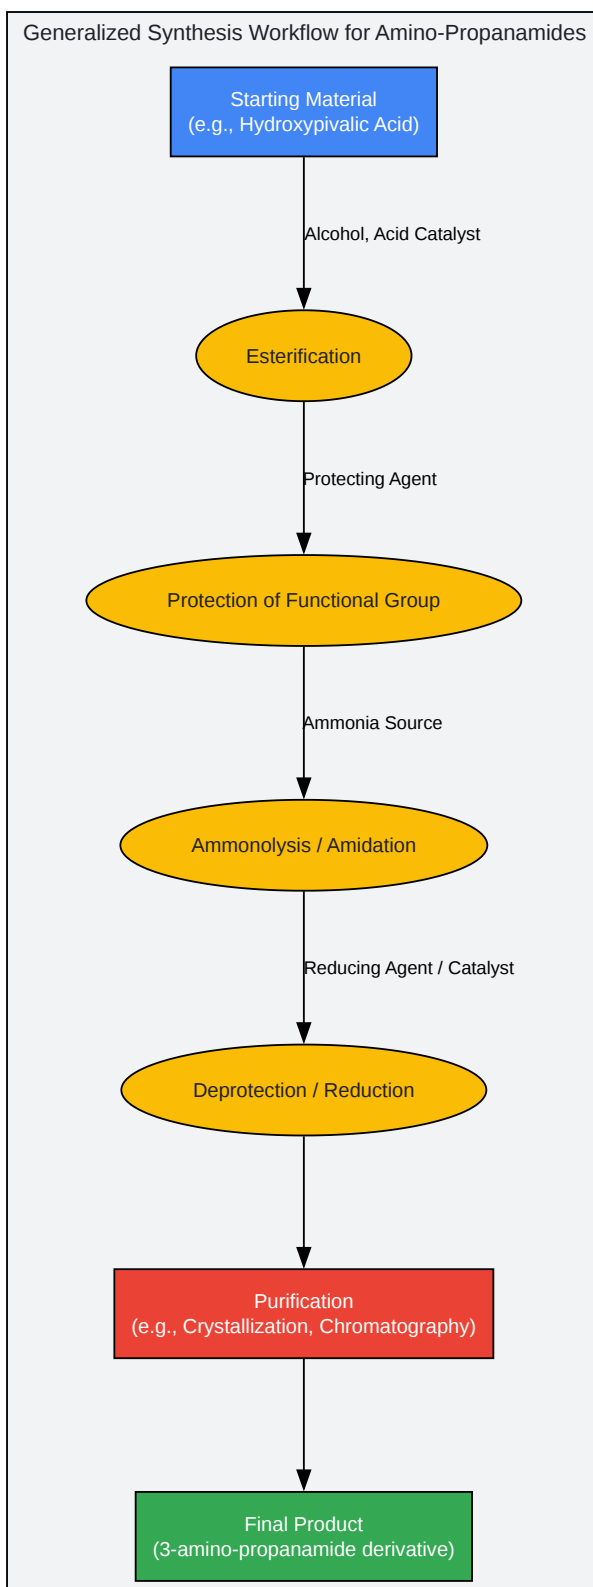 Generalized Synthesis Workflow for Amino-Propanamides
Starting Material
(e.g., Hydroxypivalic Acid)
Alcohol, Acid Catalyst
Esterification
Protecting Agent
Protection of Functional Group
Ammonia Source
Ammonolysis / Amidation
Reducing Agent / Catalyst
Deprotection / Reduction
Purification
(e.g., Crystallization, Chromatography)
Final Product
(3-amino-propanamide derivative)